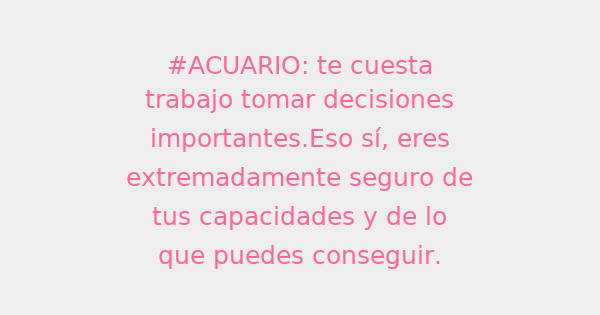 #ACUARIO: te cuesta
trabajo tomar decisiones
importantes.Eso sí, eres
extremadamente seguro de
tus capacidades y de lo
que puedes conseguir.